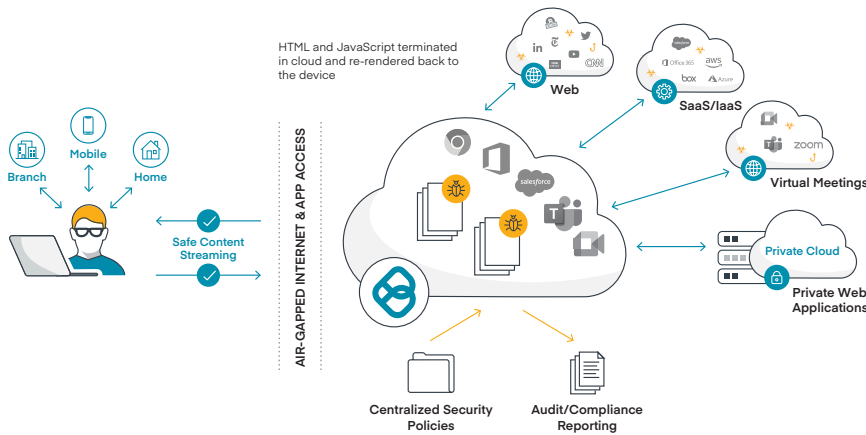 HTML and JavaScript terminated
in cloud and re-rendered back to
the device
in
CNN
Web
salesforce
Office 365
aws
box
Azure
SaaS/IaaS
zoom
Virtual Meetings
Branch
Mobile
Home
Safe Content
Streaming
AIR-GAPPED INTERNET & APP ACCESS
salesforce
T
Private Cloud
Private Web
Applications
Centralized Security
Policies
Audit/Compliance
Reporting